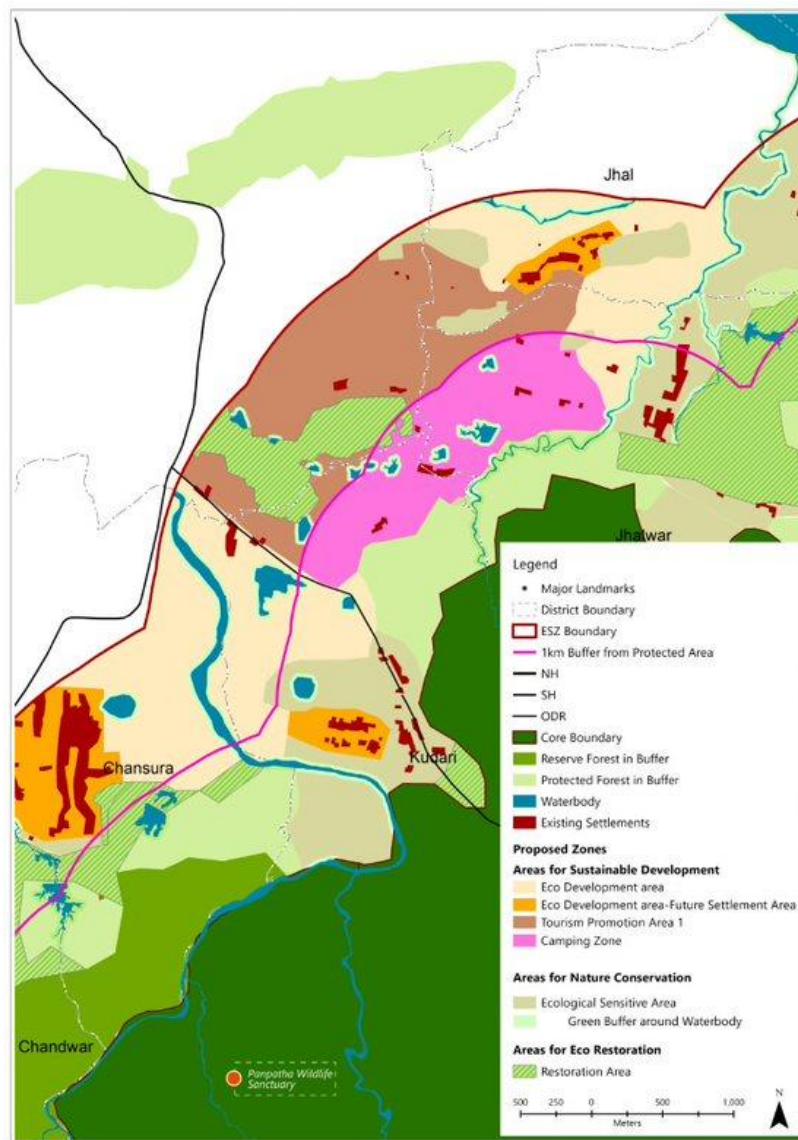 Jhal
Jhalwar
Chansura
Kudari
Chandwar
Panpatha Wildlife
Sanctuary
Legend
Major Landmarks
District Boundary
ESZ Boundary
1km Buffer from Protected Area
NH
SH
ODR
Core Boundary
Reserve Forest in Buffer
Protected Forest in Buffer
Waterbody
Existing Settlements
Proposed Zones
Areas for Sustainable Development
Eco Development area
Eco Development area-Future Settlement Area
Tourism Promotion Area 1
Camping Zone
Areas for Nature Conservation
Ecological Sensitive Area
Green Buffer around Waterbody
Areas for Eco Restoration
Restoration Area
N
500 250 0 500 1,000
Meters